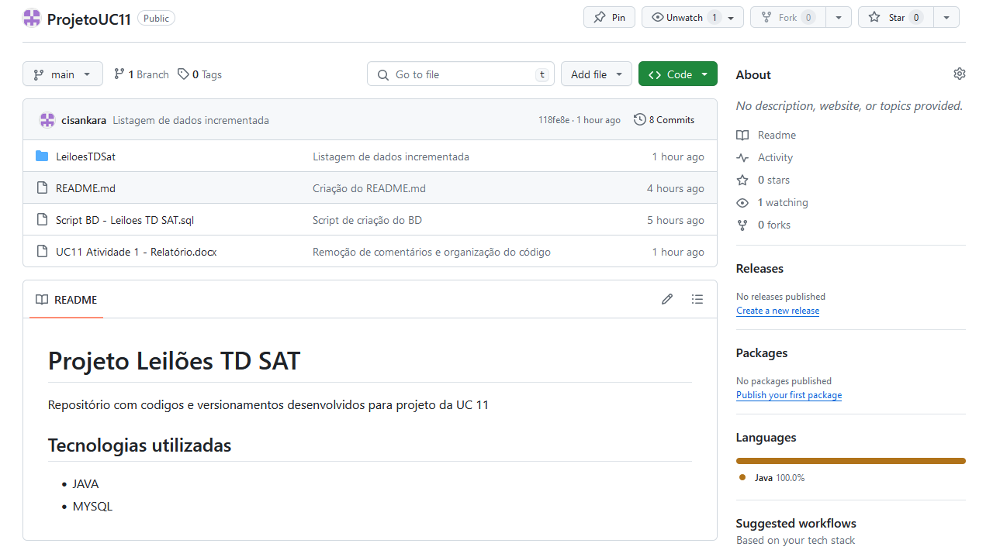 ProjetoUC11 Public Pin Unwatch 1 Fork 0 Star 0
main 1 Branch 0 Tags Go to file t Add file Code
cisankara Listagem de dados incrementada 118fe8e · 1 hour ago 8 Commits
LeiloesTDSat Listagem de dados incrementada 1 hour ago
README.md Criação do README.md 4 hours ago
Script BD - Leiloes TD SAT.sql Script de criação do BD 5 hours ago
UC11 Atividade 1 - Relatório.docx Remoção de comentários e organização do código 1 hour ago
README
Projeto Leilões TD SAT
Repositório com codigos e versionamentos desenvolvidos para projeto da UC 11
Tecnologias utilizadas
• JAVA
• MYSQL
About
No description, website, or topics provided.
Readme
Activity
0 stars
1 watching
0 forks
Releases
No releases published
Create a new release
Packages
No packages published
Publish your first package
Languages
Java 100.0%
Suggested workflows
Based on your tech stack